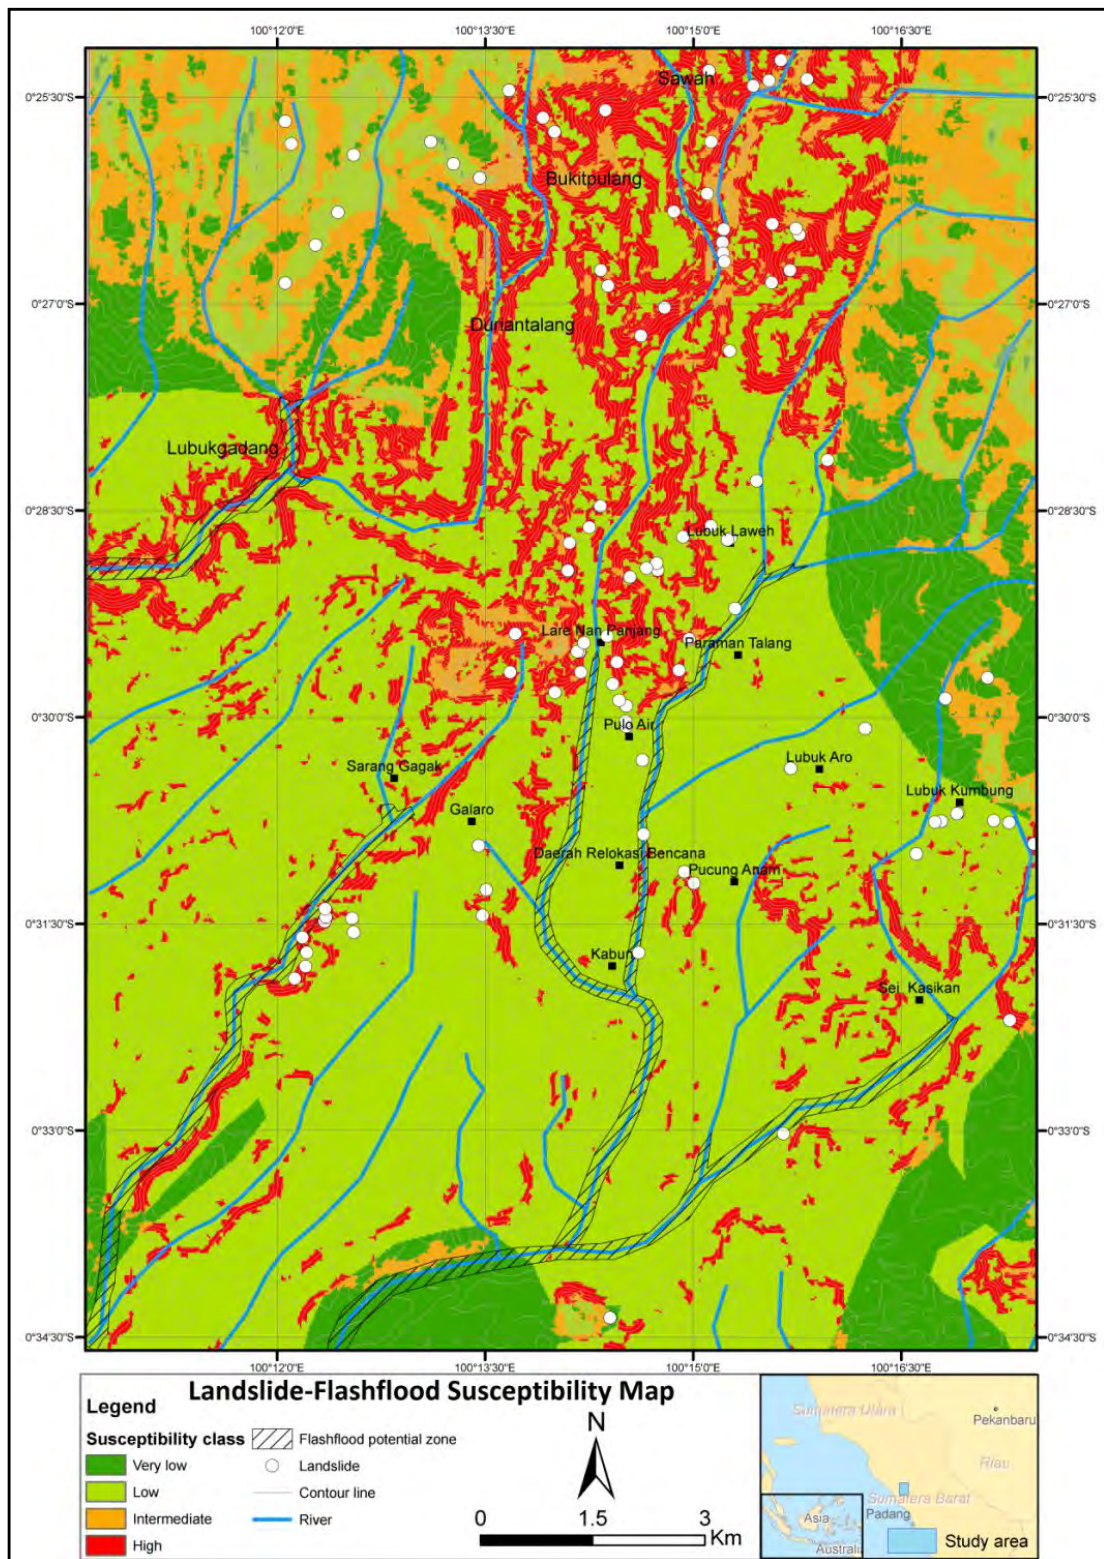 100°12'0"E 100°13'30"E 100°15'0"E 100°16'30"E
Sawah
0°25'30"S 0°25'30"S
Bukitpulang
0°27'0"S 0°27'0"S
Duriantalang
Lubukgadang
0°28'30"S 0°28'30"S
Lubuk Laweh
Lare Nan Panjang
Paraman Talang
0°30'0"S 0°30'0"S
Pulo Air
Lubuk Aro
Sarang Gagak
Lubuk Kumbung
Galaro
Daerah Relokasi Bencana
Pucung Anam
0°31'30"S 0°31'30"S
Kabun
Sei Kasikan
0°33'0"S 0°33'0"S
0°34'30"S 0°34'30"S
100°12'0"E 100°13'30"E 100°15'0"E 100°16'30"E
Landslide-Flashflood Susceptibility Map
Legend
Susceptibility class
Very low
Low
Intermediate
High
Flashflood potential zone
Landslide
Contour line
River
N
0 1.5 3
Km
Sumatera Utara
Pekanbaru
Riau
Sumatera Barat
Padang
Asia
Australi
Study area